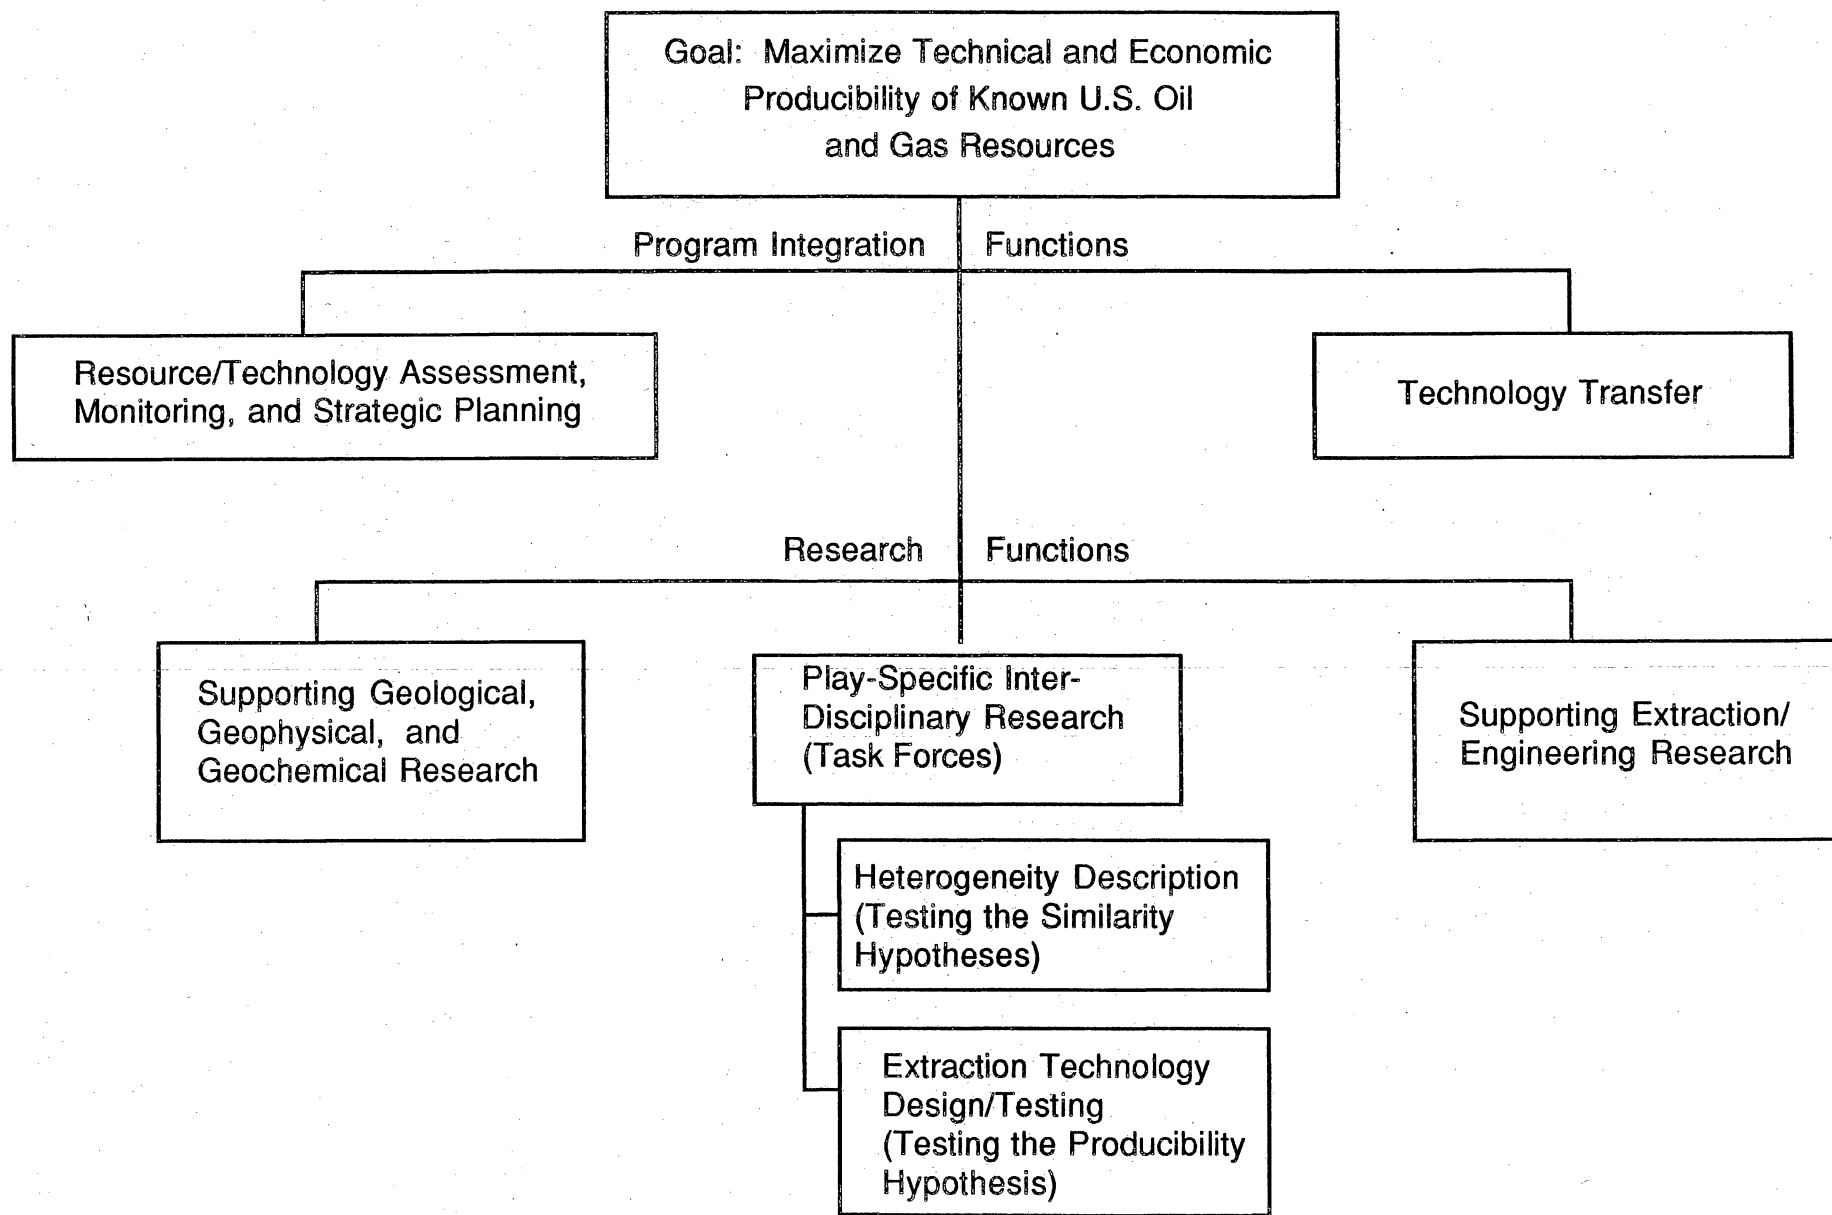 Goal: Maximize Technical and Economic
Producibility of Known U.S. Oil
and Gas Resources
Program Integration Functions
Resource/Technology Assessment,
Monitoring, and Strategic Planning
Technology Transfer
Research Functions
Supporting Geological,
Geophysical, and
Geochemical Research
Play-Specific Inter-
Disciplinary Research
(Task Forces)
Supporting Extraction/
Engineering Research
Heterogeneity Description
(Testing the Similarity
Hypotheses)
Extraction Technology
Design/Testing
(Testing the Producibility
Hypothesis)